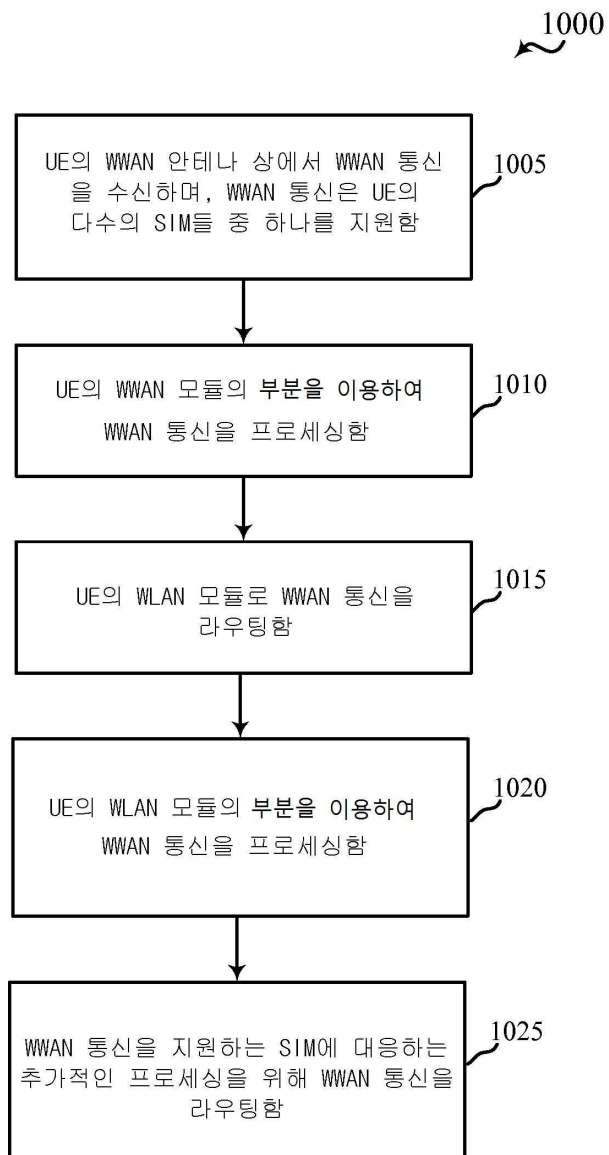 1000
UE의 WWAN 안테나 상에서 WWAN 통신
을 수신하며, WWAN 통신은 UE의
다수의 SIM들 중 하나를 지원함
1005
UE의 WWAN 모듈의 부분을 이용하여
WWAN 통신을 프로세싱함
1010
UE의 WLAN 모듈로 WWAN 통신을
라우팅함
1015
UE의 WLAN 모듈의 부분을 이용하여
WWAN 통신을 프로세싱함
1020
WWAN 통신을 지원하는 SIM에 대응하는
추가적인 프로세싱을 위해 WWAN 통신을
라우팅함
1025